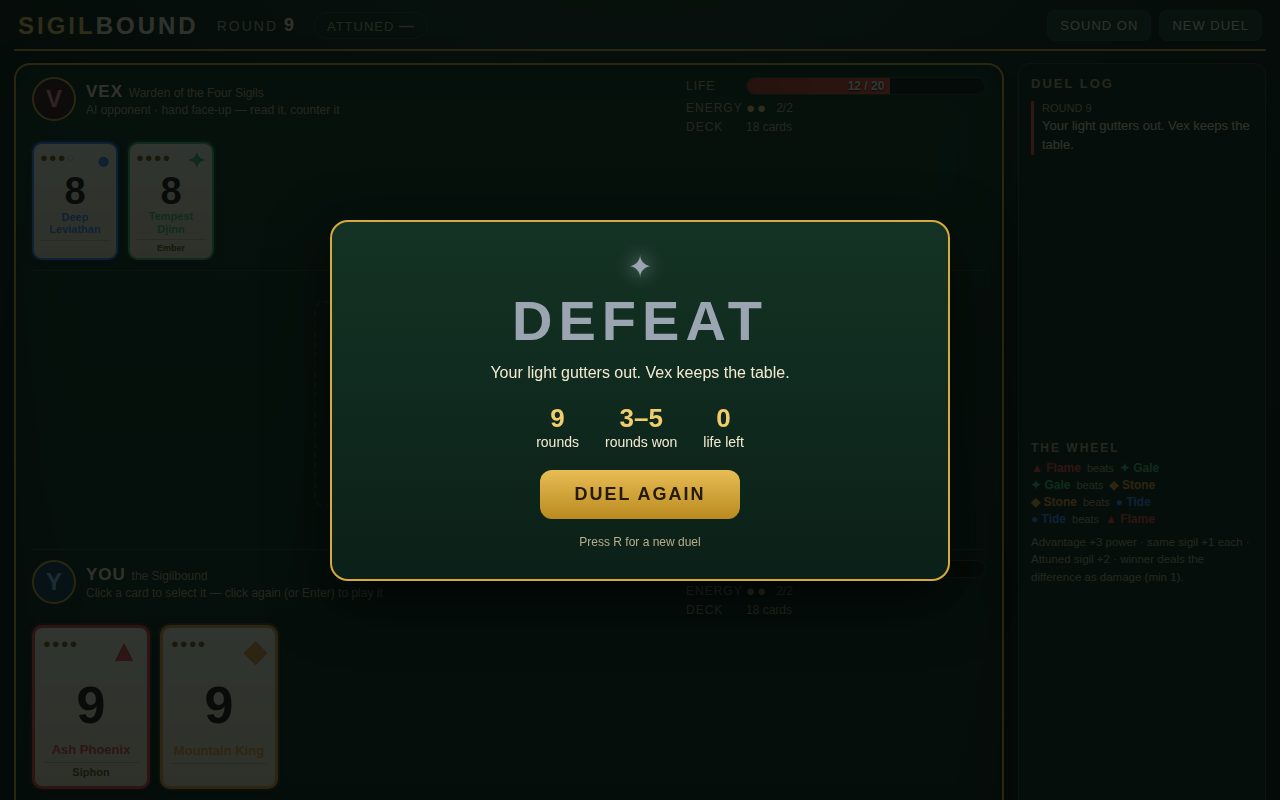 SIGILBOUND ROUND 9 ATTUNED — SOUND ON NEW DUEL
V VEX Warden of the Four Sigils
AI opponent · hand face-up — read it, counter it
LIFE 12 / 20
ENERGY 2/2
DECK 18 cards
8
Deep
Leviathan
8
Tempest
Djinn
Ember
DEFEAT
Your light gutters out. Vex keeps the table.
9 3–5 0
rounds rounds won life left
DUEL AGAIN
Press R for a new duel
Y YOU the Sigilbound
Click a card to select it — click again (or Enter) to play it
ENERGY 2/2
DECK 18 cards
9
Ash Phoenix
Siphon
9
Mountain King
DUEL LOG
ROUND 9
Your light gutters out. Vex keeps the
table.
THE WHEEL
▲ Flame beats ✦ Gale
✦ Gale beats ◆ Stone
◆ Stone beats ● Tide
● Tide beats ▲ Flame
Advantage +3 power · same sigil +1 each ·
Attuned sigil +2 · winner deals the
difference as damage (min 1).